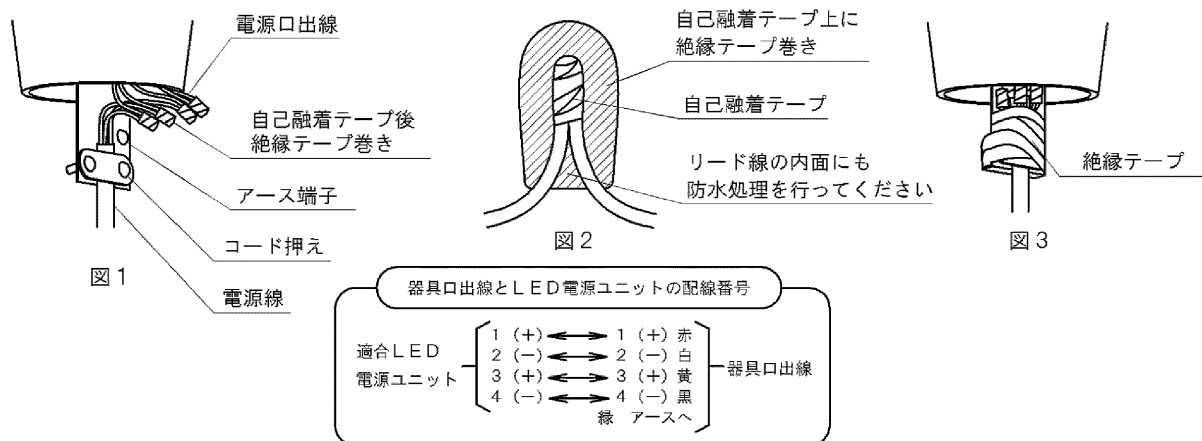 電源口出線
自己融着テープ後
絶縁テープ巻き
アース端子
コード押え
図1
電源線
自己融着テープ上に
絶縁テープ巻き
自己融着テープ
リード線の内面にも
防水処理を行ってください
図2
絶縁テープ
図3
器具口出線とLED電源ユニットの配線番号
適合LED
電源ユニット
1 (+) 1 (+) 赤
2 (−) 2 (−) 白
3 (+) 3 (+) 黄
4 (−) 4 (−) 黒
緑 アースへ
器具口出線